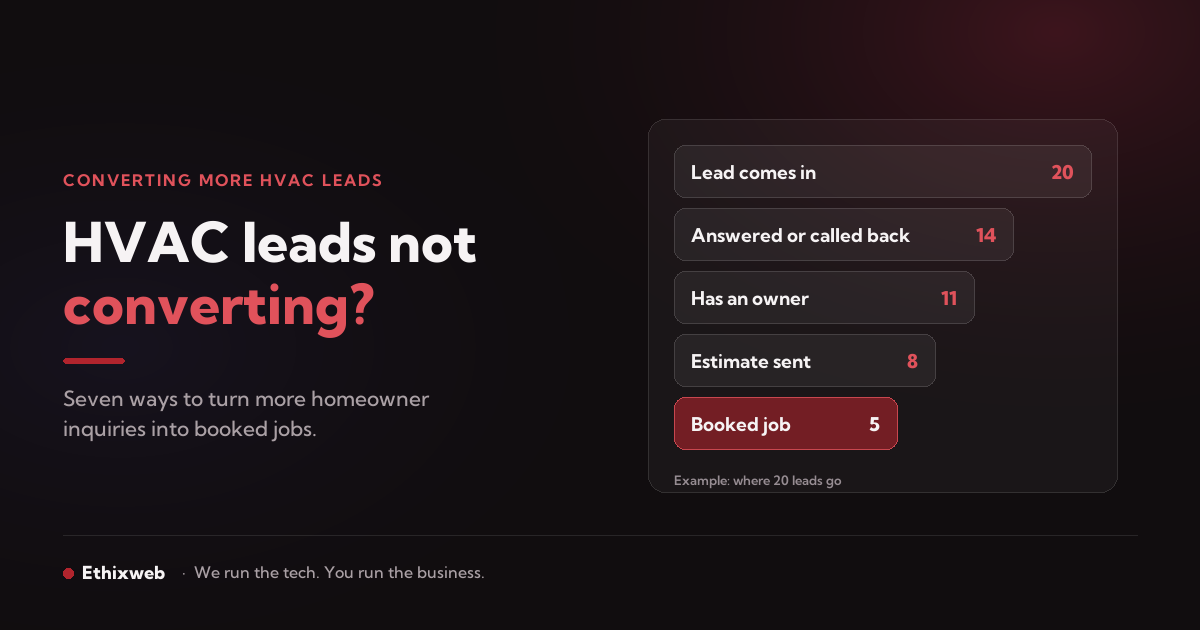 CONVERTING MORE HVAC LEADS
HVAC leads not
converting?
Seven ways to turn more homeowner
inquiries into booked jobs.
Lead comes in 20
Answered or called back 14
Has an owner 11
Estimate sent 8
Booked job 5
Example: where 20 leads go
Ethixweb · We run the tech. You run the business.